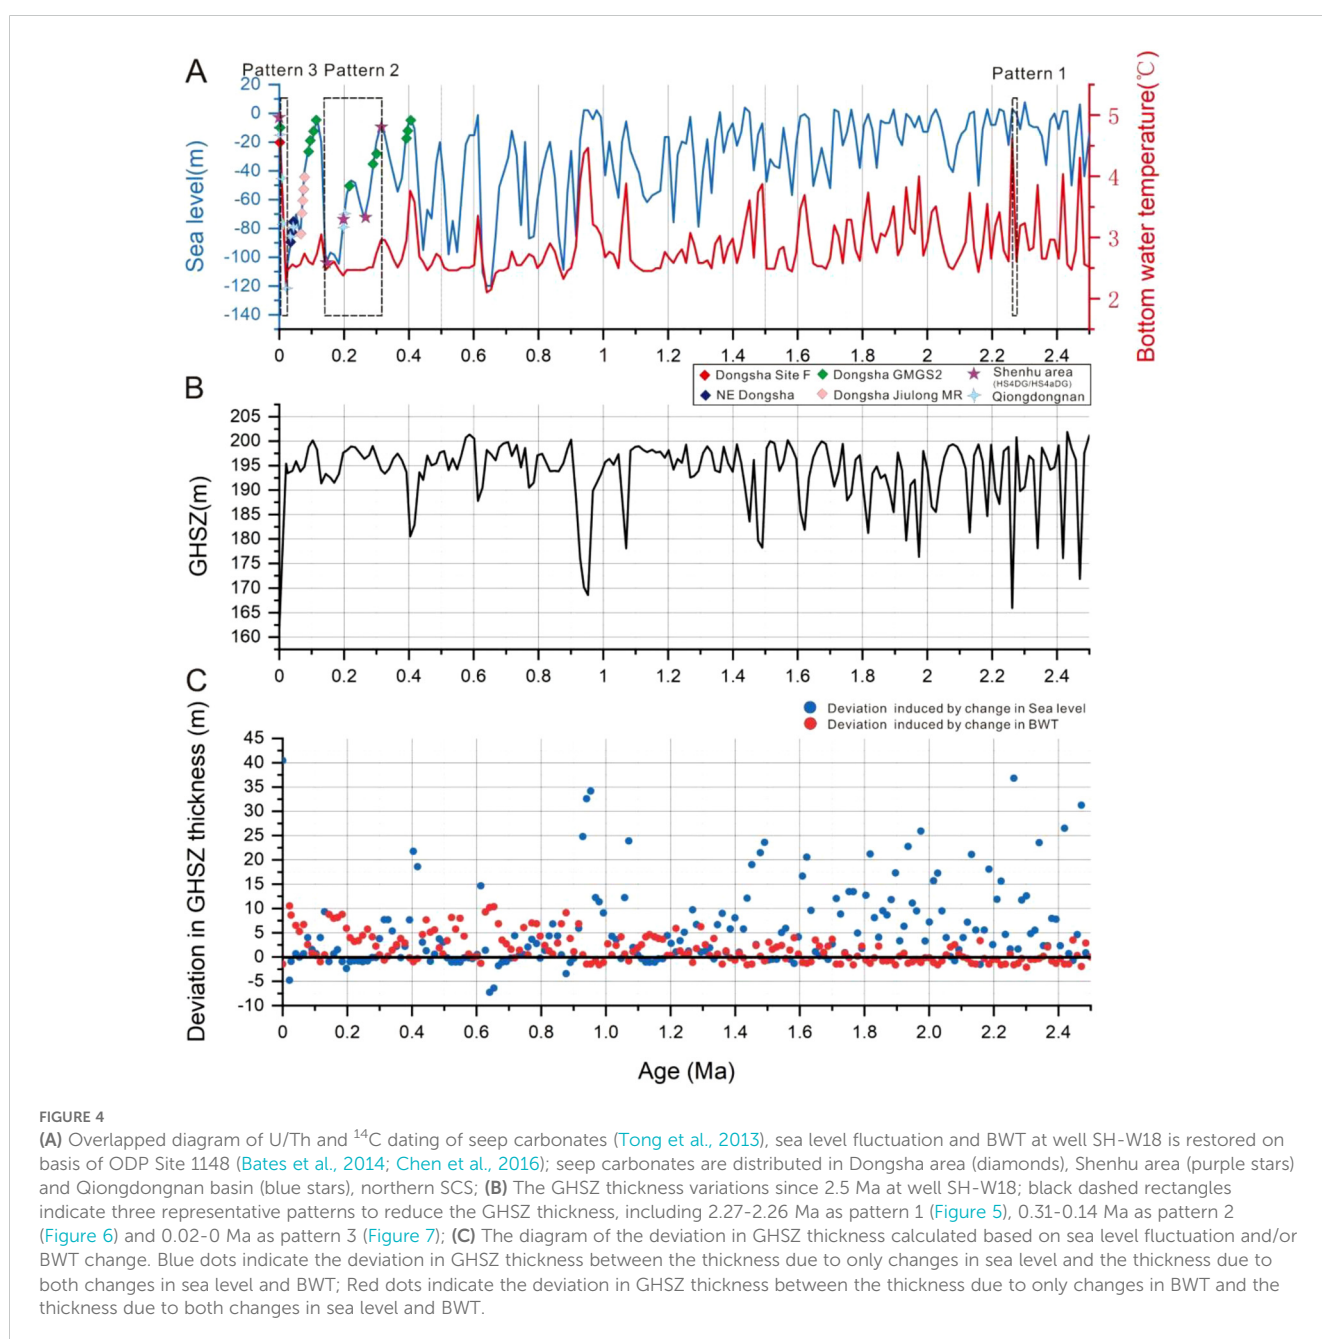 A
Pattern 3 Pattern 2
Pattern 1
20
0
-20
-40
-60
-80
-100
-120
-140
Sea level(m)
5
4
3
2
Bottom water temperature(℃)
0 0.2 0.4 0.6 0.8 1 1.2 1.4 1.6 1.8 2 2.2 2.4
Dongsha Site F Dongsha GMGS2 Shenhu area
(HS4DG/HS4aDG)
NE Dongsha Dongsha Jiulong MR Qiongdongnan
B
205
200
195
190
185
180
175
170
165
160
GHSZ(m)
0 0.2 0.4 0.6 0.8 1 1.2 1.4 1.6 1.8 2 2.2 2.4
C
Deviation induced by change in Sea level
Deviation induced by change in BWT
45
40
35
30
25
20
15
10
5
0
-5
-10
Deviation in GHSZ thickness (m)
0 0.2 0.4 0.6 0.8 1.0 1.2 1.4 1.6 1.8 2.0 2.2 2.4
Age (Ma)
FIGURE 4
(A) Overlapped diagram of U/Th and 14C dating of seep carbonates (Tong et al., 2013), sea level fluctuation and BWT at well SH-W18 is restored on
basis of ODP Site 1148 (Bates et al., 2014; Chen et al., 2016); seep carbonates are distributed in Dongsha area (diamonds), Shenhu area (purple stars)
and Qiongdongnan basin (blue stars), northern SCS; (B) The GHSZ thickness variations since 2.5 Ma at well SH-W18; black dashed rectangles
indicate three representative patterns to reduce the GHSZ thickness, including 2.27-2.26 Ma as pattern 1 (Figure 5), 0.31-0.14 Ma as pattern 2
(Figure 6) and 0.02-0 Ma as pattern 3 (Figure 7); (C) The diagram of the deviation in GHSZ thickness calculated based on sea level fluctuation and/or
BWT change. Blue dots indicate the deviation in GHSZ thickness between the thickness due to only changes in sea level and the thickness due to
both changes in sea level and BWT; Red dots indicate the deviation in GHSZ thickness between the thickness due to only changes in BWT and the
thickness due to both changes in sea level and BWT.